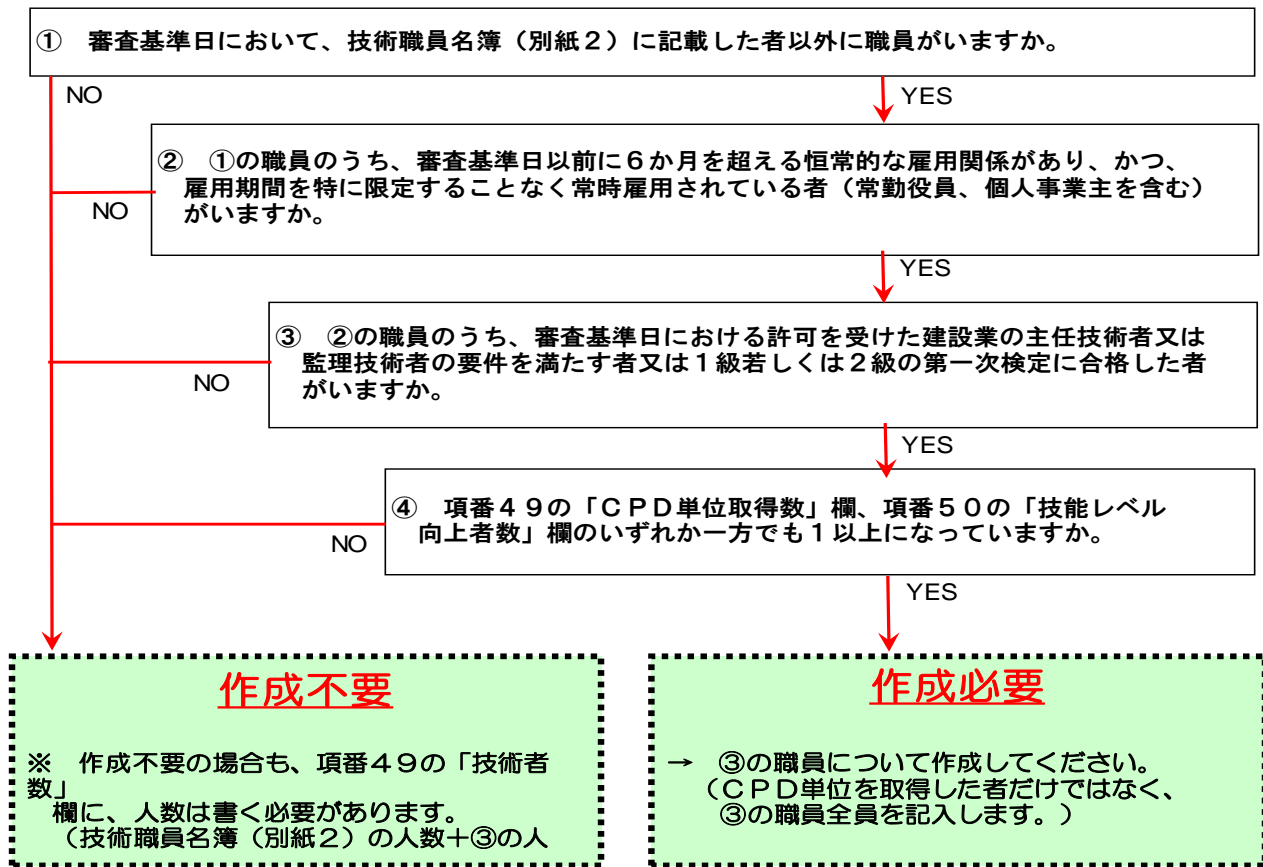 ① 審査基準日において、技術職員名簿（別紙２）に記載した者以外に職員がいますか。
NO
YES
② ①の職員のうち、審査基準日以前に６か月を超える恒常的な雇用関係があり、かつ、
雇用期間を特に限定することなく常時雇用されている者（常勤役員、個人事業主を含む）
がいますか。
NO
YES
③ ②の職員のうち、審査基準日における許可を受けた建設業の主任技術者又は
監理技術者の要件を満たす者又は１級若しくは２級の第一次検定に合格した者
がいますか。
NO
YES
④ 項番４９の「ＣＰＤ単位取得数」欄、項番５０の「技能レベル
向上者数」欄のいずれか一方でも１以上になっていますか。
NO
YES
作成不要
※ 作成不要の場合も、項番４９の「技術者
数」
欄に、人数は書く必要があります。
（技術職員名簿（別紙２）の人数＋③の人
作成必要
→ ③の職員について作成してください。
（ＣＰＤ単位を取得した者だけではなく、
③の職員全員を記入します。）